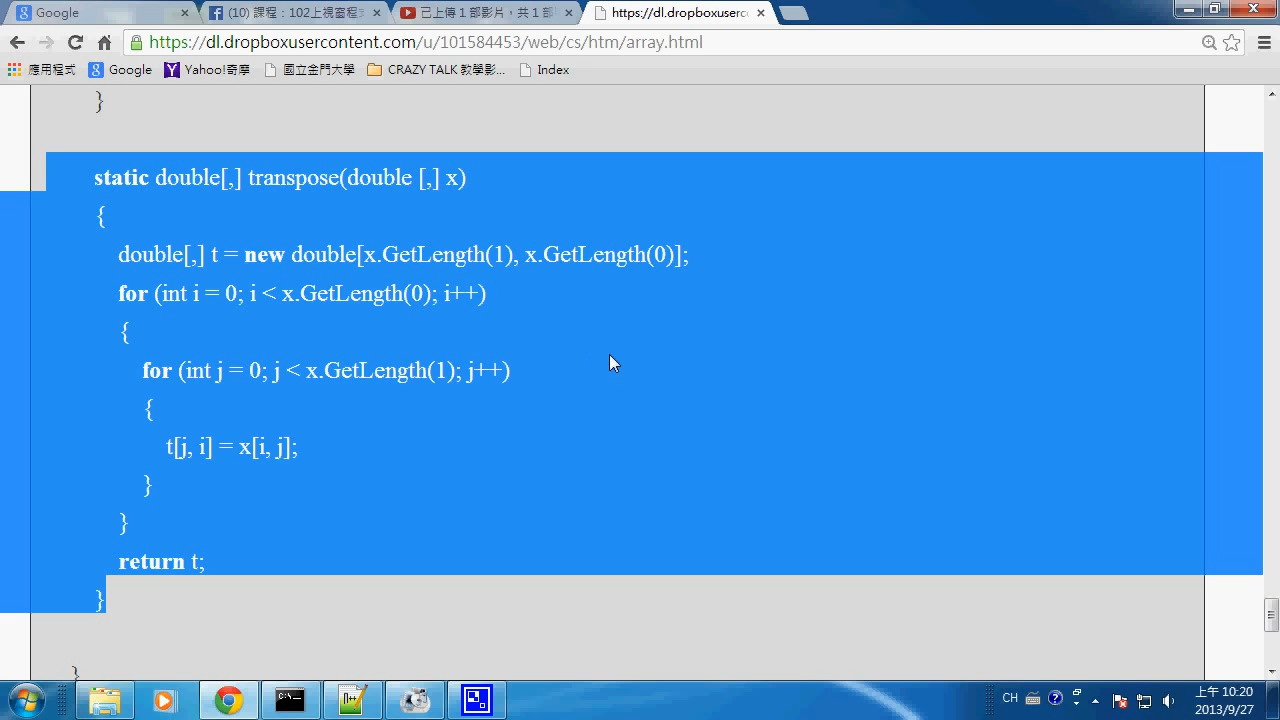 Google
(10) 課程：102上視窗程
已上傳 1 部影片，共 1 部
https://dl.dropboxuserco
https://dl.dropboxusercontent.com/u/101584453/web/cs/htm/array.html
應用程式 Google Yahoo!奇摩 國立金門大學 CRAZY TALK 教學影... Index
}
static double[,] transpose(double [,] x)
{
double[,] t = new double[x.GetLength(1), x.GetLength(0)];
for (int i = 0; i < x.GetLength(0); i++)
{
for (int j = 0; j < x.GetLength(1); j++)
{
t[j, i] = x[i, j];
}
}
return t;
}
}
CH
上午 10:20
2013/9/27